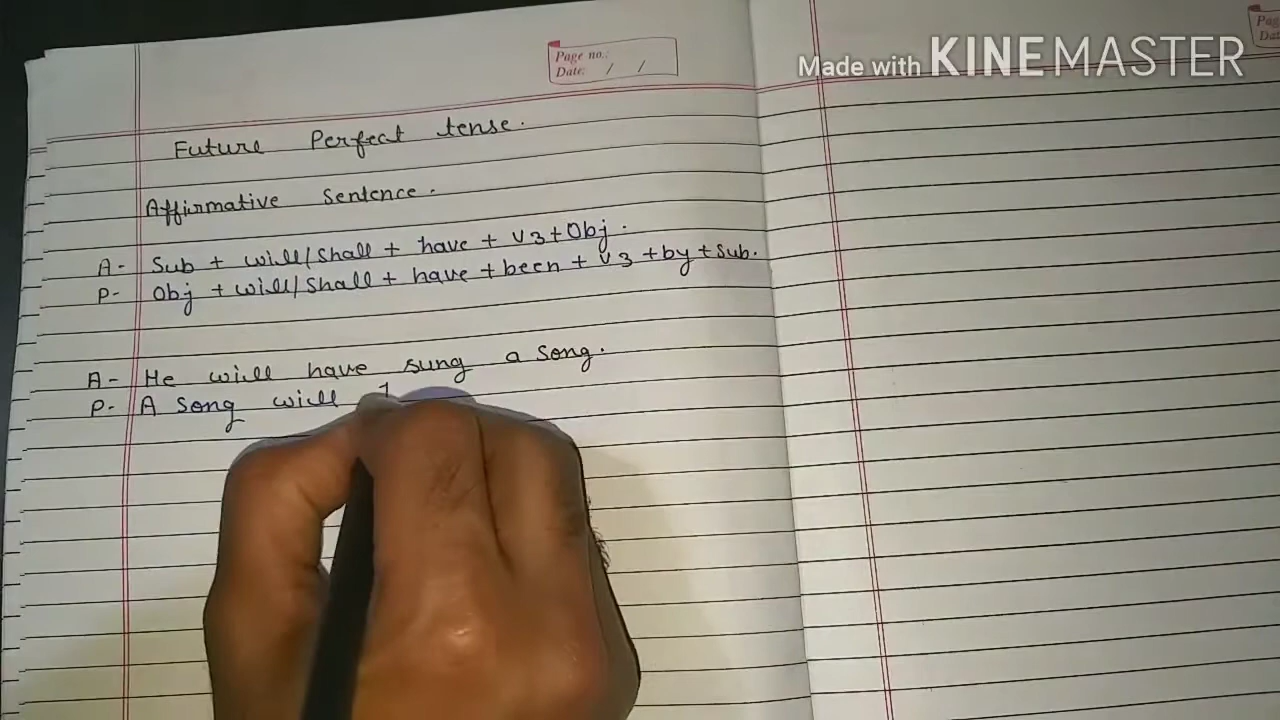 Page no.:
Date: / /
Made with KINEMASTER
Future Perfect tense.
Affirmative Sentence.
A- Sub + will/shall + have + V3+Obj.
P- Obj + will/Shall + have + been + V3 + by + Sub.
A- He will have sung a song.
P- A song will